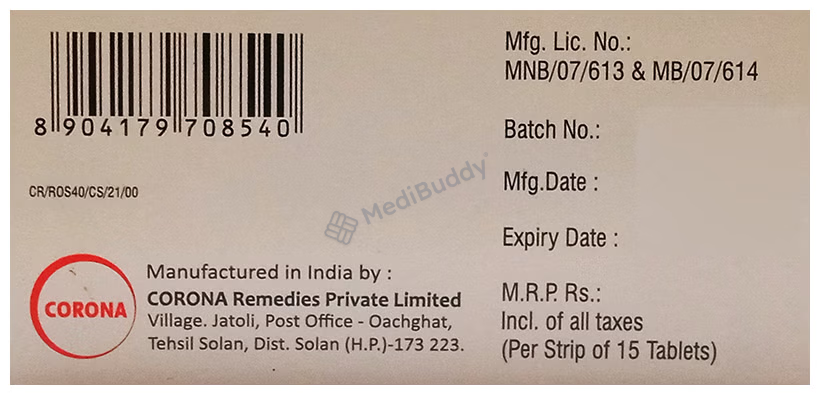 8 904179 708540
CR/ROS40/CS/21/00
MediBuddy
CORONA
Manufactured in India by :
CORONA Remedies Private Limited
Village. Jatoli, Post Office - Oachghat,
Tehsil Solan, Dist. Solan (H.P.)-173 223.
Mfg. Lic. No.:
MNB/07/613 & MB/07/614
Batch No.:
Mfg.Date :
Expiry Date :
M.R.P. Rs.:
Incl. of all taxes
(Per Strip of 15 Tablets)